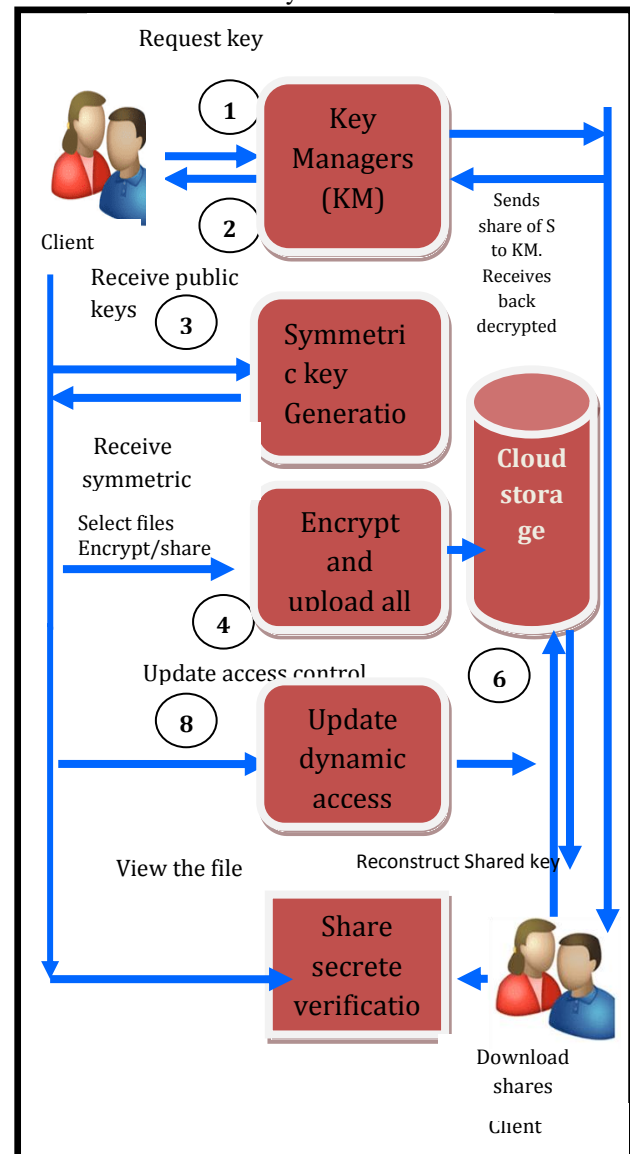 Request key
1
Key
Managers
(KM)
2
Client
Sends
share of S
to KM.
Receives
back
decrypted
Receive public
keys
3
Symmetri
c key
Generatio
Receive
symmetric
Cloud
stora
ge
Select files
Encrypt/share
Encrypt
and
upload all
4
6
Update access control
8
Update
dynamic
access
View the file
Reconstruct Shared key
Share
secrete
verificatio
Download
shares
Client